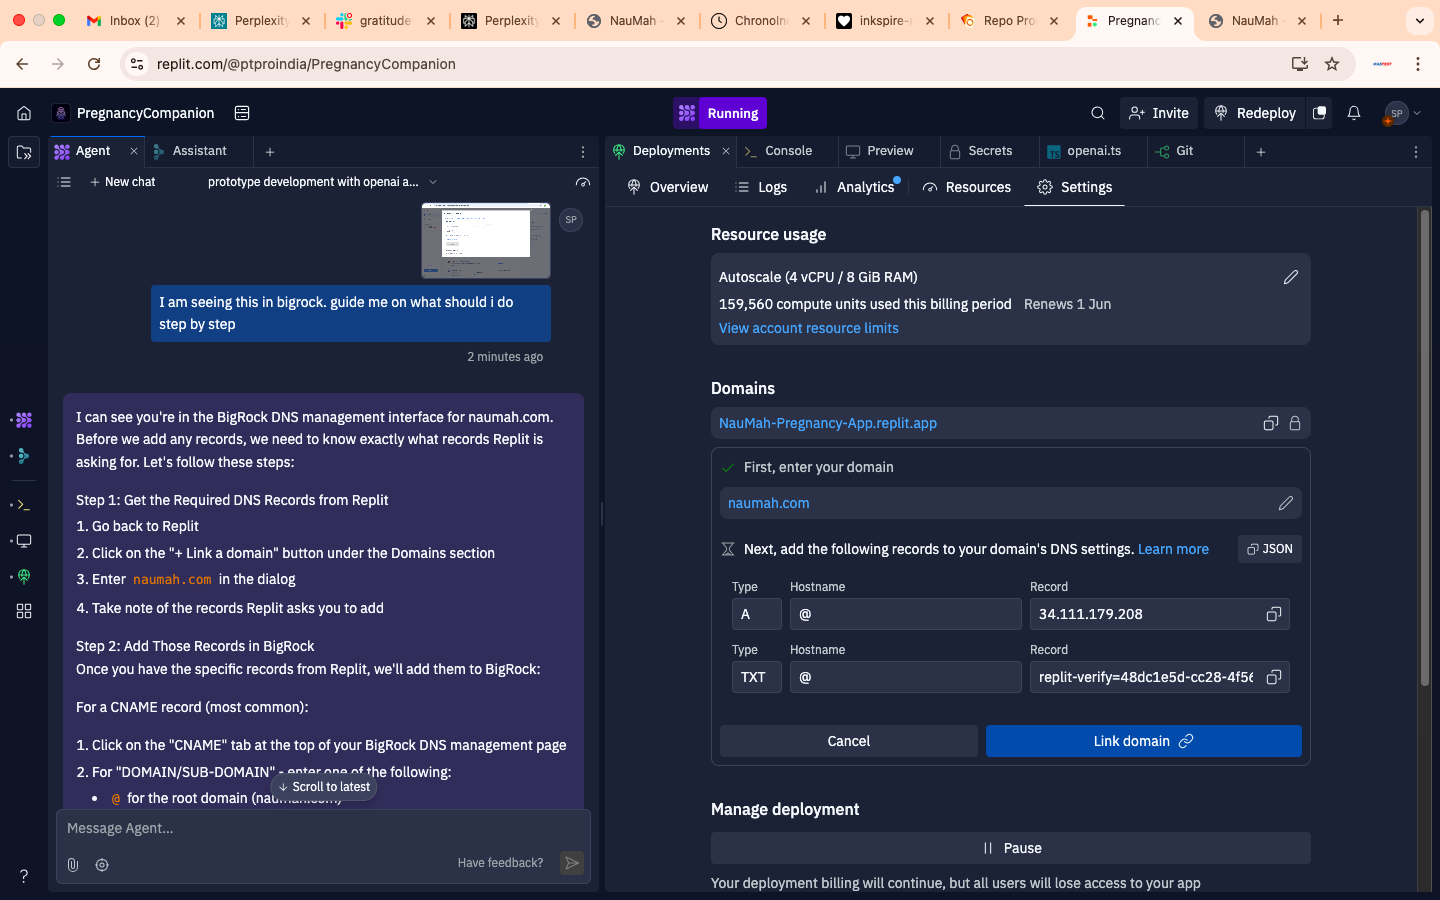 Inbox (2)
Perplexity
gratitude
Perplexity
NauMah -
ChronoInd
inkspire-
Repo Pro
Pregnanc
NauMah -
replit.com/@ptproindia/PregnancyCompanion
PregnancyCompanion
Running
Invite
Redeploy
SP
Agent
Assistant
New chat
prototype development with openai a...
SP
I am seeing this in bigrock. guide me on what should i do
step by step
2 minutes ago
I can see you're in the BigRock DNS management interface for naumah.com.
Before we add any records, we need to know exactly what records Replit is
asking for. Let's follow these steps:
Step 1: Get the Required DNS Records from Replit
1. Go back to Replit
2. Click on the "+ Link a domain" button under the Domains section
3. Enter naumah.com in the dialog
4. Take note of the records Replit asks you to add
Step 2: Add Those Records in BigRock
Once you have the specific records from Replit, we'll add them to BigRock:
For a CNAME record (most common):
1. Click on the "CNAME" tab at the top of your BigRock DNS management page
2. For "DOMAIN/SUB-DOMAIN" - enter one of the following:
• @ for the root domain (naumah.com)
Scroll to latest
Message Agent...
Have feedback?
Deployments
Console
Preview
Secrets
TS openai.ts
Git
Overview
Logs
Analytics
Resources
Settings
Resource usage
Autoscale (4 vCPU / 8 GiB RAM)
159,560 compute units used this billing period Renews 1 Jun
View account resource limits
Domains
NauMah-Pregnancy-App.replit.app
First, enter your domain
naumah.com
Next, add the following records to your domain's DNS settings. Learn more
JSON
Type Hostname Record
A @ 34.111.179.208
Type Hostname Record
TXT @ replit-verify=48dc1e5d-cc28-4f56
Cancel
Link domain
Manage deployment
Pause
Your deployment billing will continue, but all users will lose access to your app